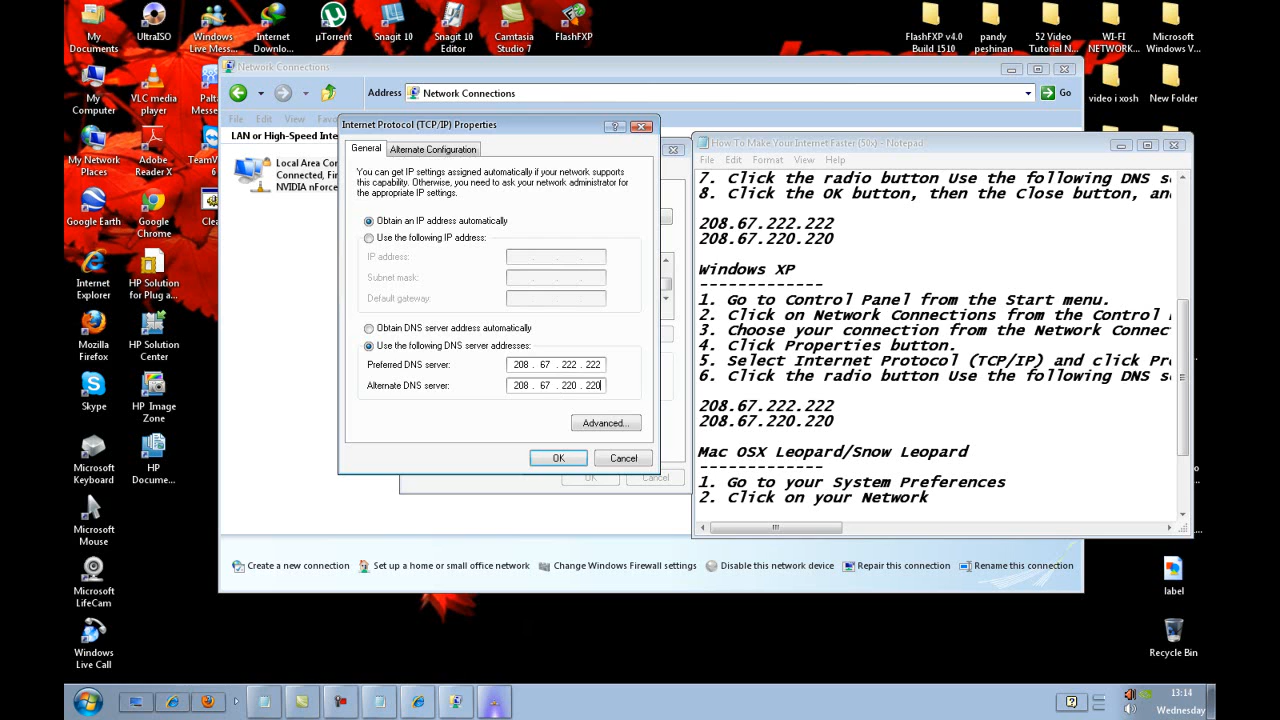 My Documents
UltraISO
Windows Live Mess...
Internet Downlo...
µTorrent
Snagit 10
Snagit 10 Editor
Camtasia Studio 7
FlashFXP
FlashFXP v4.0 Build 1510
pandy peshinan
52 Video Tutorial N...
WI-FI NETWORK...
Microsoft Windows V...
My Computer
VLC media player
Palta Messe
video i xosh
New Folder
My Network Places
Adobe Reader X
TeamV 6
Google Earth
Google Chrome
Clea
Internet Explorer
HP Solution for Plug a...
Mozilla Firefox
HP Solution Center
Skype
HP Image Zone
Microsoft Keyboard
HP Docume...
Microsoft Mouse
Microsoft LifeCam
Windows Live Call
label
Recycle Bin
Network Connections
Address
Network Connections
Go
File Edit View Favo
LAN or High-Speed Inte
Local Area Con
Connected, Fir
NVIDIA nForce
Internet Protocol (TCP/IP) Properties
General
Alternate Configuration
You can get IP settings assigned automatically if your network supports
this capability. Otherwise, you need to ask your network administrator for
the appropriate IP settings.
Obtain an IP address automatically
Use the following IP address:
IP address:
Subnet mask:
Default gateway:
Obtain DNS server address automatically
Use the following DNS server addresses:
Preferred DNS server: 208 . 67 . 222 . 222
Alternate DNS server: 208 . 67 . 220 . 220
Advanced...
OK
Cancel
OK
Cancel
Create a new connection
Set up a home or small office network
Change Windows Firewall settings
Disable this network device
Repair this connection
Rename this connection
How To Make Your Internet Faster (50x) - Notepad
File Edit Format View Help
7. Click the radio button Use the following DNS s
8. Click the OK button, then the Close button, an
208.67.222.222
208.67.220.220
Windows XP
-------------
1. Go to Control Panel from the Start menu.
2. Click on Network Connections from the Control
3. Choose your connection from the Network Connec
4. Click Properties button.
5. Select Internet Protocol (TCP/IP) and click Pr
6. Click the radio button Use the following DNS s
208.67.222.222
208.67.220.220
Mac OSX Leopard/Snow Leopard
-------------
1. Go to your System Preferences
2. Click on your Network
13:14
Wednesday